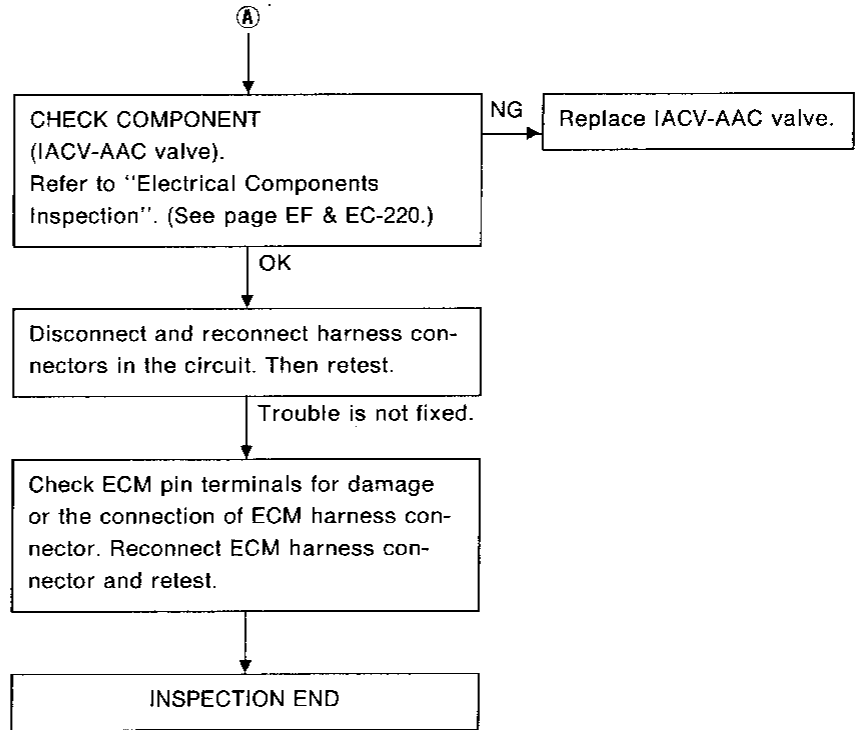 A
CHECK COMPONENT
(IACV-AAC valve).
Refer to "Electrical Components
Inspection". (See page EF & EC-220.)
NG
Replace IACV-AAC valve.
OK
Disconnect and reconnect harness con-
nectors in the circuit. Then retest.
Trouble is not fixed.
Check ECM pin terminals for damage
or the connection of ECM harness con-
nector. Reconnect ECM harness con-
nector and retest.
INSPECTION END